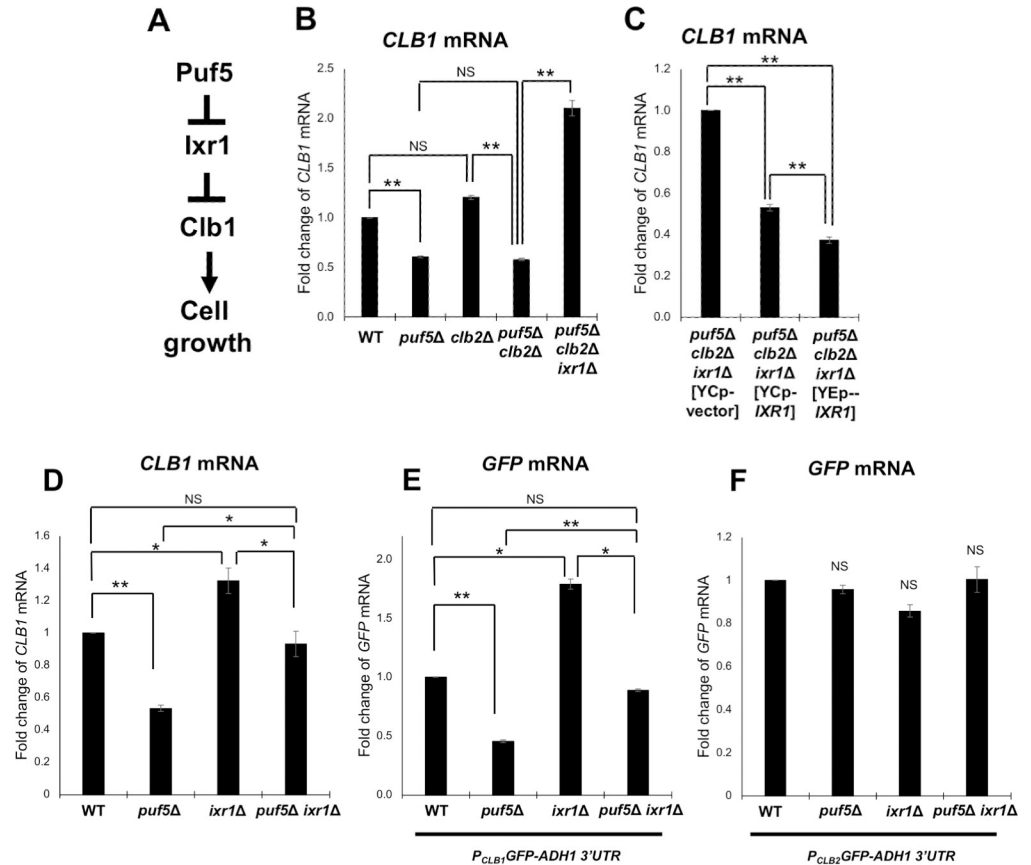 A
Puf5
Ixr1
Clb1
Cell
growth
B
CLB1 mRNA
Fold change of CLB1 mRNA
2.5
2.0
1.5
1.0
0.5
0.0
NS
**
NS
**
**
WT
puf5Δ
clb2Δ
puf5Δ
clb2Δ
puf5Δ
clb2Δ
ixr1Δ
C
CLB1 mRNA
Fold change of CLB1 mRNA
1.2
1.0
0.8
0.6
0.4
0.2
0.0
**
**
**
puf5Δ
clb2Δ
ixr1Δ
[YCp-
vector]
puf5Δ
clb2Δ
ixr1Δ
[YCp-
IXR1]
puf5Δ
clb2Δ
ixr1Δ
[YEp--
IXR1]
D
CLB1 mRNA
Fold change of CLB1 mRNA
1.6
1.4
1.2
1
0.8
0.6
0.4
0.2
0
NS
*
*
*
**
WT
puf5Δ
ixr1Δ
puf5Δ ixr1Δ
E
GFP mRNA
Fold change of GFP mRNA
2.0
1.5
1.0
0.5
0.0
NS
**
*
*
**
WT
puf5Δ
ixr1Δ
puf5Δ ixr1Δ
PCLB1GFP-ADH1 3'UTR
F
GFP mRNA
Fold change of GFP mRNA
1.2
1
0.8
0.6
0.4
0.2
0
NS
NS
NS
WT
puf5Δ
ixr1Δ
puf5Δ ixr1Δ
PCLB2GFP-ADH1 3'UTR